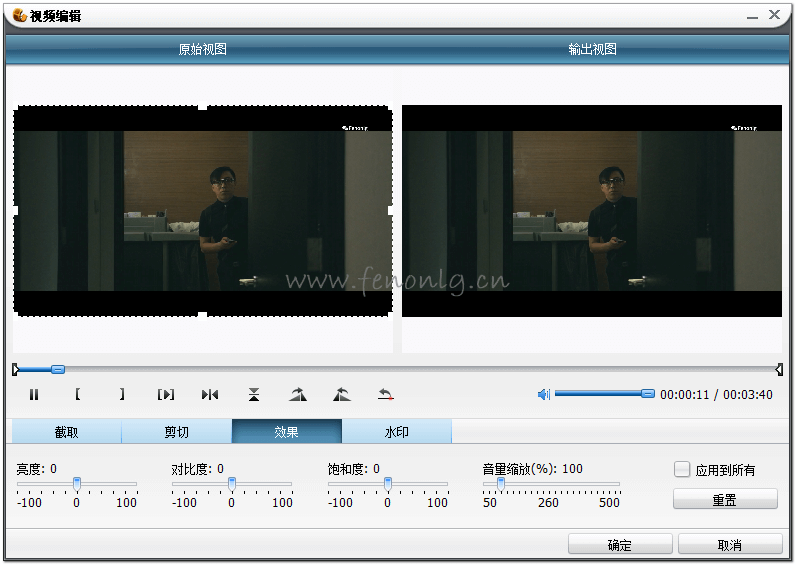 视频编辑
原始视图 输出视图
Fenonlg Fenonlg
www.fenonlg.cn
00:00:11 / 00:03:40
截取 剪切 效果 水印
亮度: 0 对比度: 0 饱和度: 0 音量缩放(%): 100 应用到所有
-100 0 100 -100 0 100 -100 0 100 50 260 500 重置
确定 取消